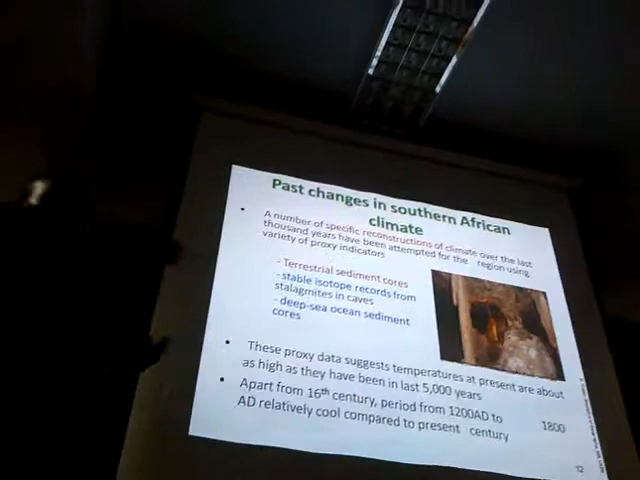 Past changes in southern African
climate
• A number of specific reconstructions of climate over the last
thousand years have been attempted for the region using
variety of proxy indicators
- Terrestrial sediment cores
- stable isotope records from
stalagmites in caves
- deep-sea ocean sediment
cores
• These proxy data suggests temperatures at present are about
as high as they have been in last 5,000 years
• Apart from 16th century, period from 1200AD to 1800
AD relatively cool compared to present century
12